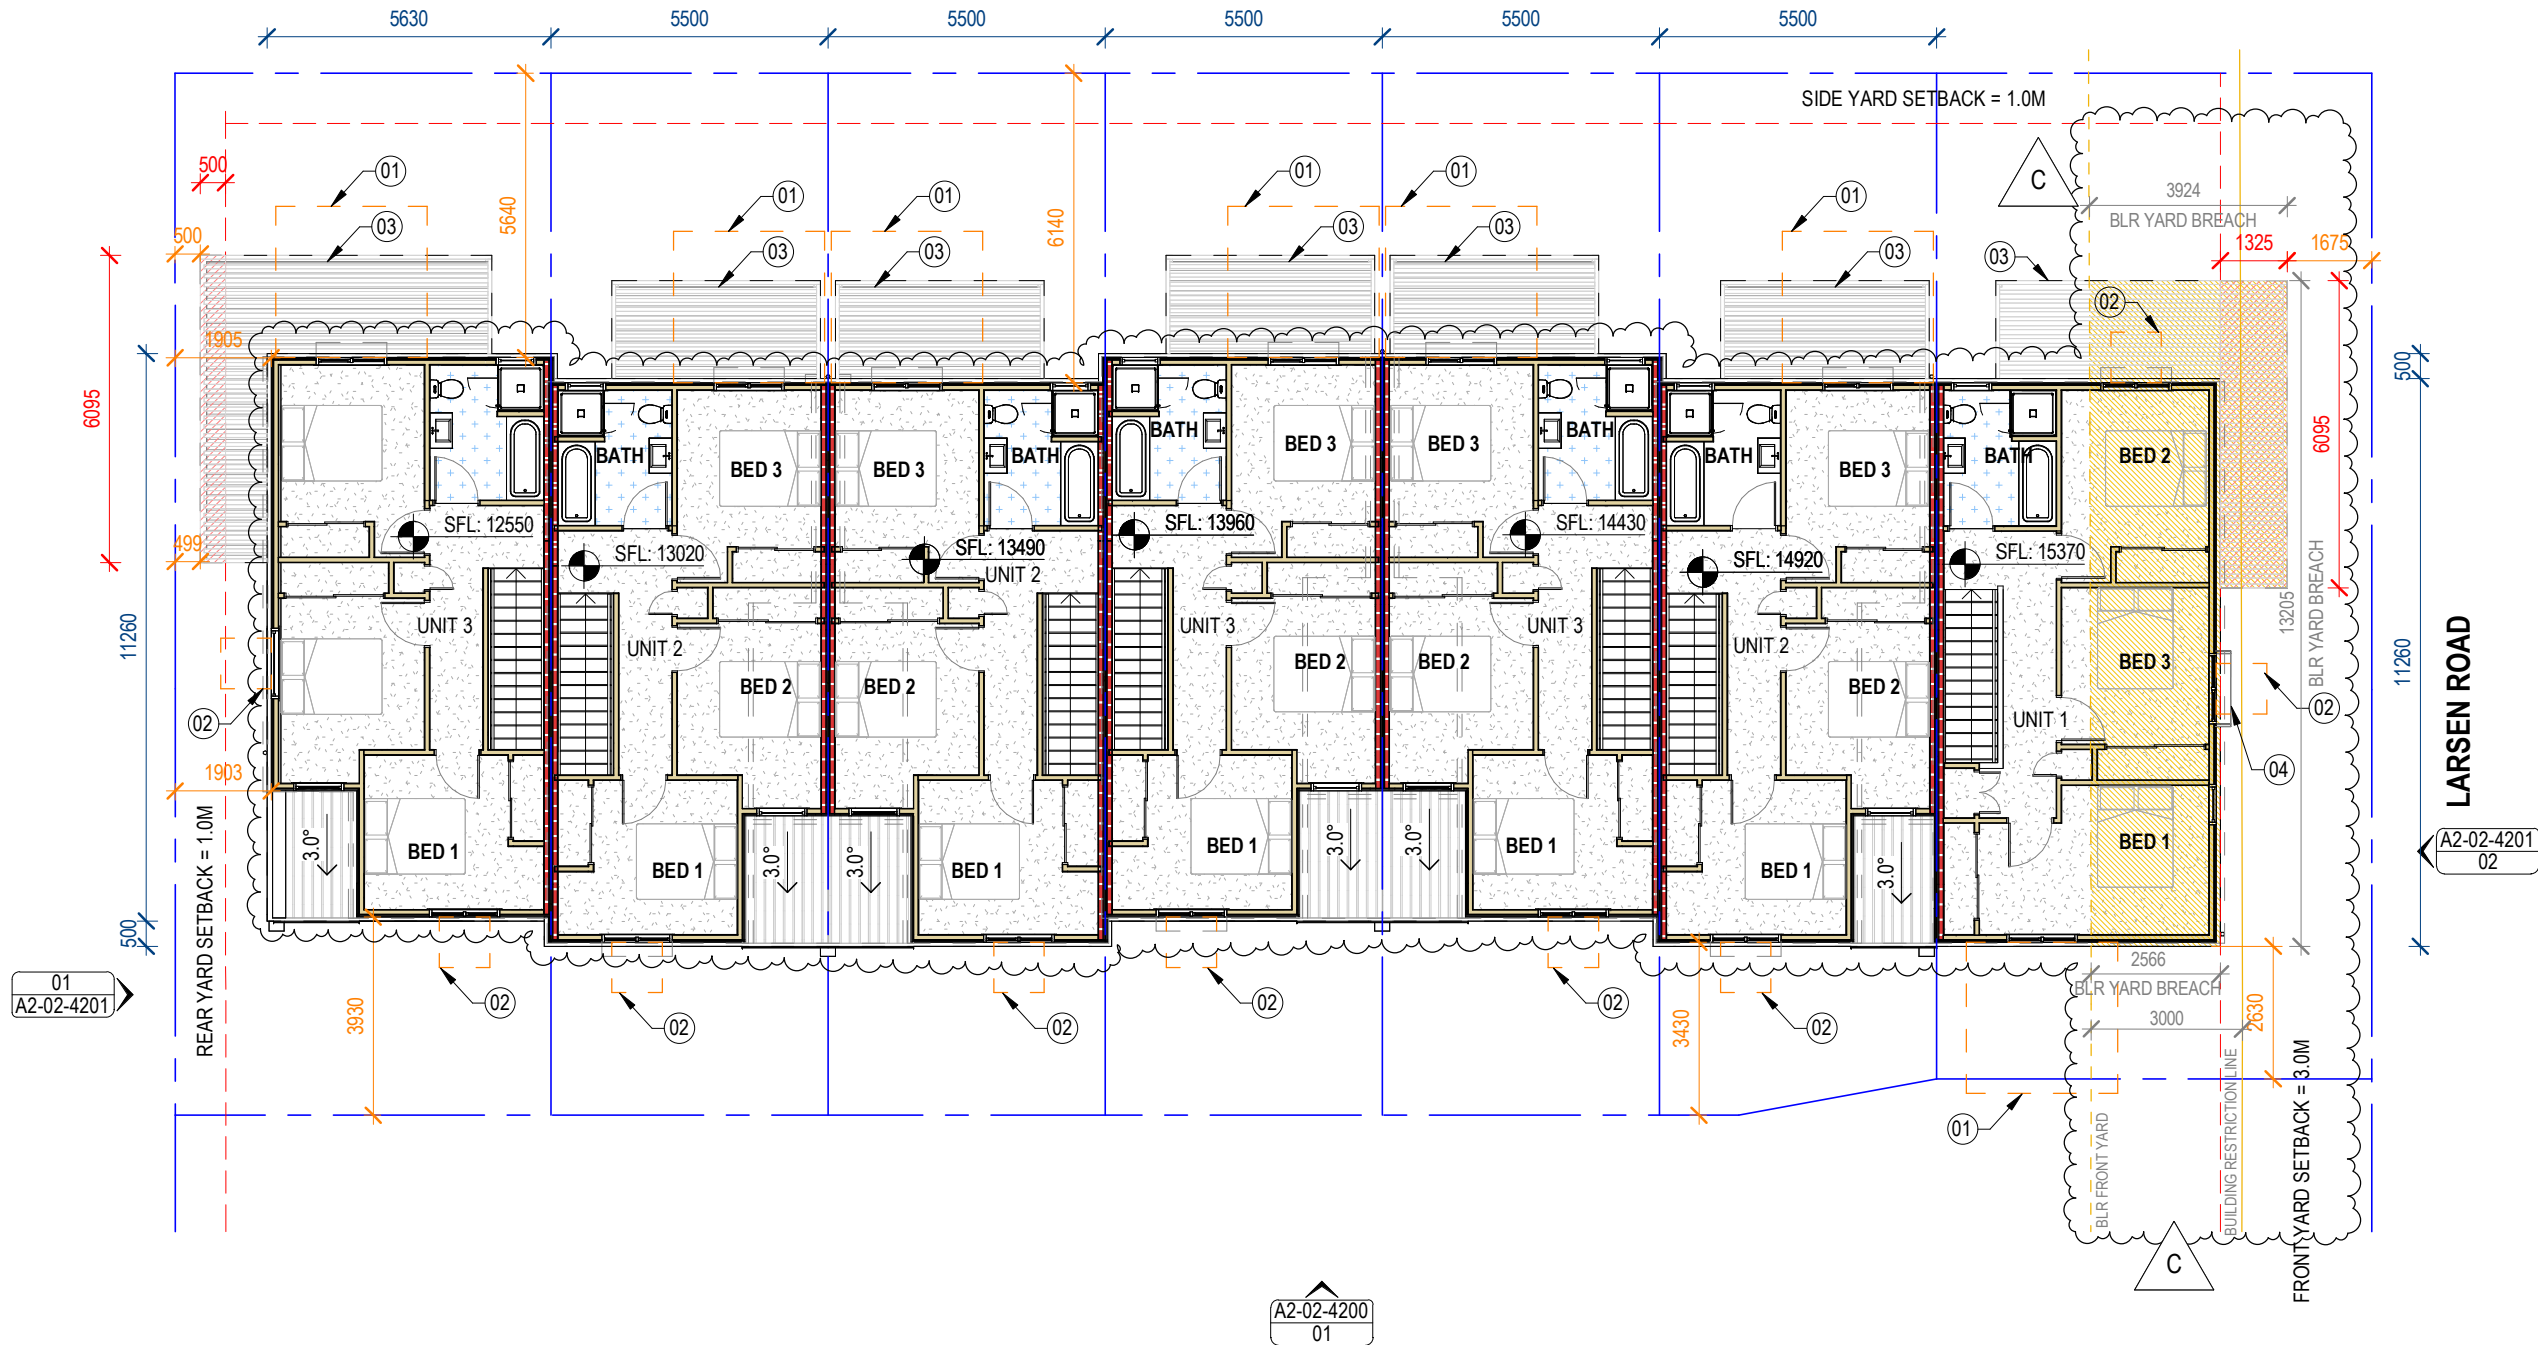 5630
5500
5500
5500
5500
5500
SIDE YARD SETBACK = 1.0M
C
3924
BLR YARD BREACH
500
01
03
5640
01
01
03
03
6140
01
01
03
03
01
03
03
1325
1675
02
500
1905
6095
499
11260
1903
500
500
6095
13205
BLR YARD BREACH
11260
LARSEN ROAD
BATH
BED 3
BED 3
BATH
BATH
BED 3
BED 3
BATH
BATH
BED 3
BATH
BED 2
SFL: 12550
SFL: 13020
SFL: 13490
SFL: 13960
SFL: 14430
SFL: 14920
SFL: 15370
UNIT 3
UNIT 2
UNIT 2
UNIT 3
UNIT 3
UNIT 2
UNIT 1
BED 2
BED 2
BED 2
BED 2
BED 2
BED 3
02
02
04
3.0°
BED 1
BED 1
3.0°
3.0°
BED 1
BED 1
3.0°
3.0°
BED 1
BED 1
3.0°
BED 1
A2-02-4201
02
01
A2-02-4201
REAR YARD SETBACK = 1.0M
3930
02
02
02
02
02
3430
02
2566
BLR YARD BREACH
3000
2630
01
BLR FRONT YARD
BUILDING RESTRICTION LINE
FRONT YARD SETBACK = 3.0M
C
A2-02-4200
01